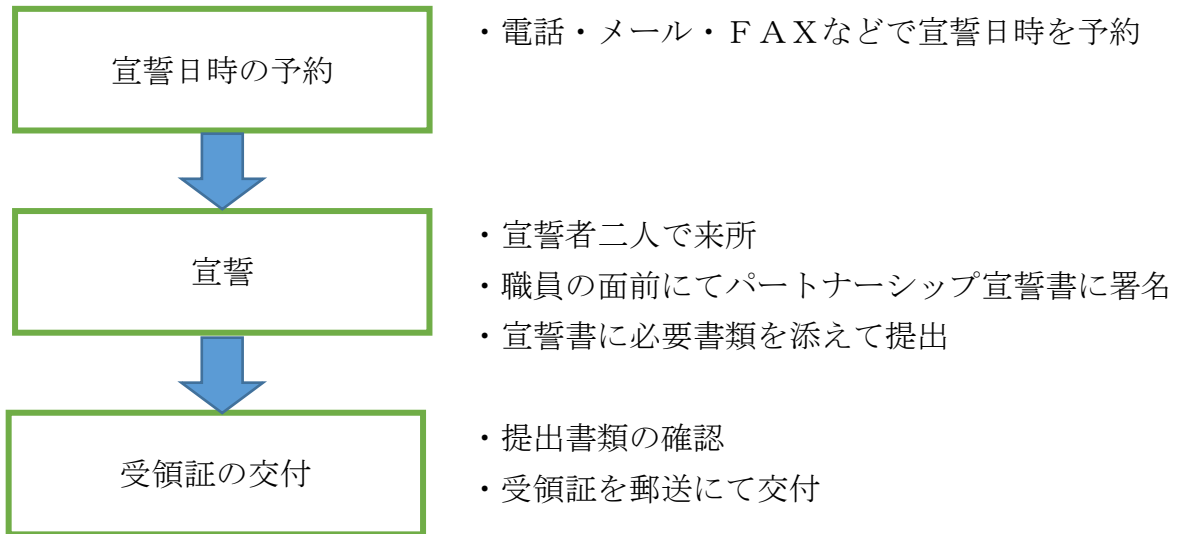 宣誓日時の予約
・電話・メール・ＦＡＸなどで宣誓日時を予約
宣誓
・宣誓者二人で来所
・職員の面前にてパートナーシップ宣誓書に署名
・宣誓書に必要書類を添えて提出
受領証の交付
・提出書類の確認
・受領証を郵送にて交付